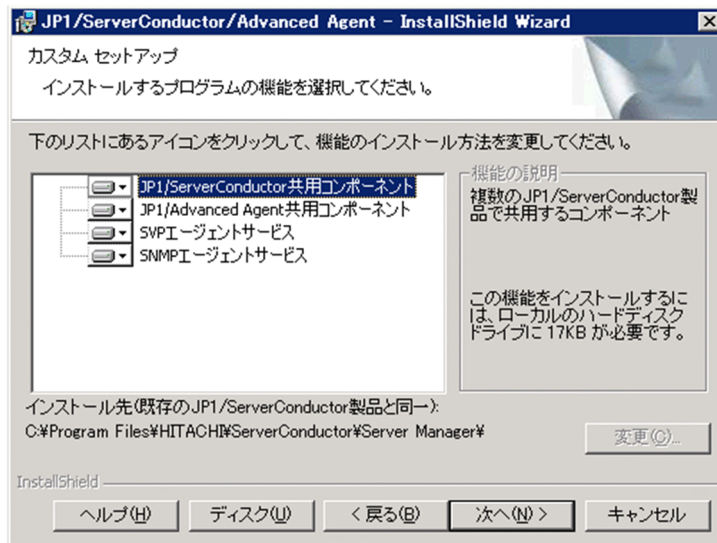 JP1/ServerConductor/Advanced Agent - InstallShield Wizard
カスタム セットアップ
インストールするプログラムの機能を選択してください。
下のリストにあるアイコンをクリックして、機能のインストール方法を変更してください。
JP1/ServerConductor共用コンポーネント
JP1/Advanced Agent共用コンポーネント
SVPエージェントサービス
SNMPエージェントサービス
機能の説明
複数のJP1/ServerConductor製
品で共用するコンポーネント
この機能をインストールするに
は、ローカルのハードディスク
ドライブに 17KB が必要です。
インストール先(既存のJP1/ServerConductor製品と同一):
C:¥Program Files¥HITACHI¥ServerConductor¥Server Manager¥
変更(C)...
InstallShield
ヘルプ(H)
ディスク(U)
< 戻る(B)
次へ(N) >
キャンセル